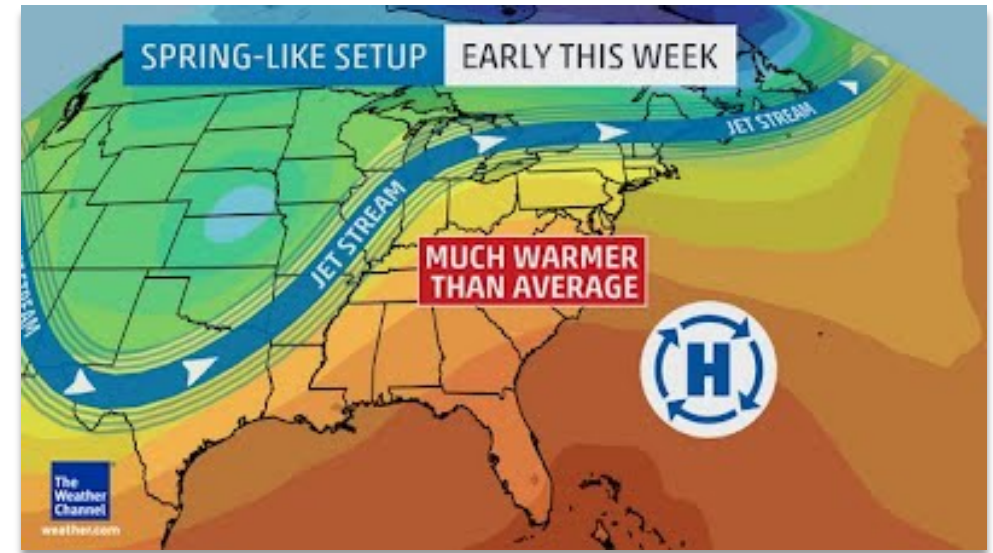 SPRING-LIKE SETUP EARLY THIS WEEK
JET STREAM
JET STREAM
MUCH WARMER
THAN AVERAGE
H
The
Weather
Channel
weather.com